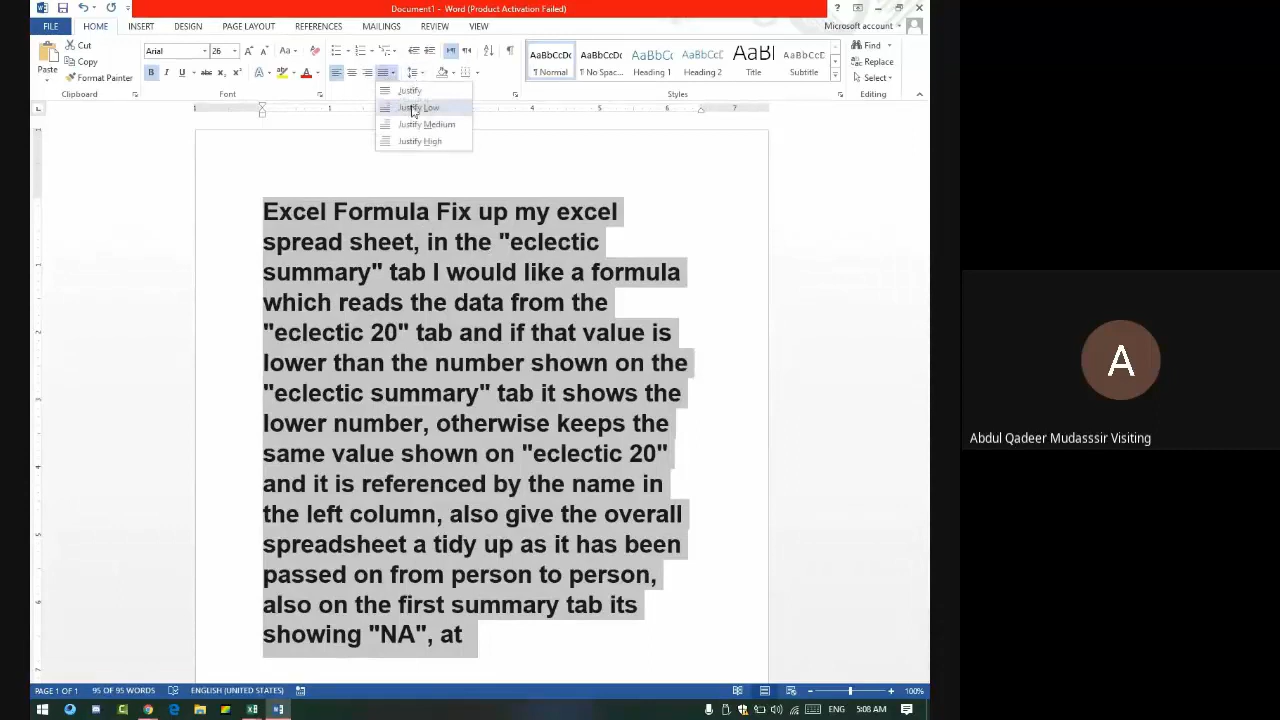 Document1 - Word (Product Activation Failed)
FILE HOME INSERT DESIGN PAGE LAYOUT REFERENCES MAILINGS REVIEW VIEW Microsoft account
Paste Cut Copy Format Painter
Arial 26
AaBbCcDc AaBbCcDc AaBbCc AaBbCcC AaBI AaBbCcC
¶ Normal ¶ No Spac... Heading 1 Heading 2 Title Subtitle
Find Replace Select
Clipboard Font Styles Editing
Justify
Justify Low
Justify Medium
Justify High
Excel Formula Fix up my excel
spread sheet, in the "eclectic
summary" tab I would like a formula
which reads the data from the
"eclectic 20" tab and if that value is
lower than the number shown on the
"eclectic summary" tab it shows the
lower number, otherwise keeps the
same value shown on "eclectic 20"
and it is referenced by the name in
the left column, also give the overall
spreadsheet a tidy up as it has been
passed on from person to person,
also on the first summary tab its
showing "NA", at
A
Abdul Qadeer Mudasssir Visiting
PAGE 1 OF 1 95 OF 95 WORDS ENGLISH (UNITED STATES) 100%
ENG 5:08 AM